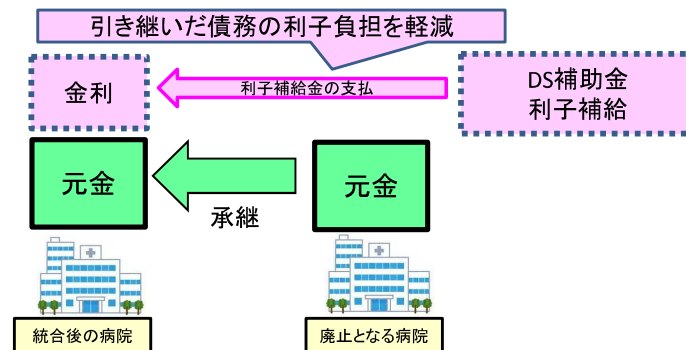 引き継いだ債務の利子負担を軽減
金利
利子補給金の支払
DS補助金
利子補給
元金
元金
承継
統合後の病院
廃止となる病院